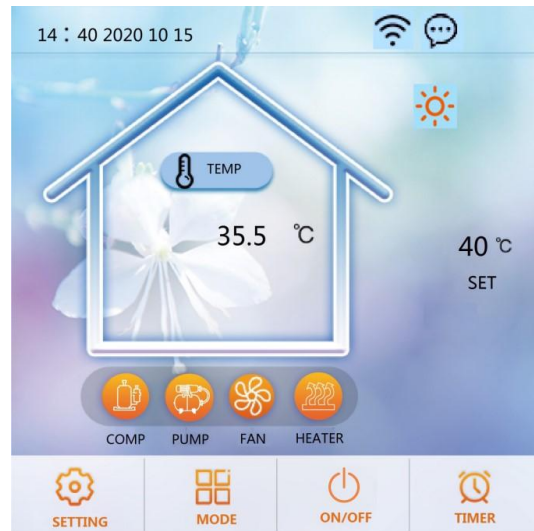 14：40 2020 10 15
TEMP
35.5 ℃
40 ℃
SET
COMP PUMP FAN HEATER
SETTING MODE ON/OFF TIMER